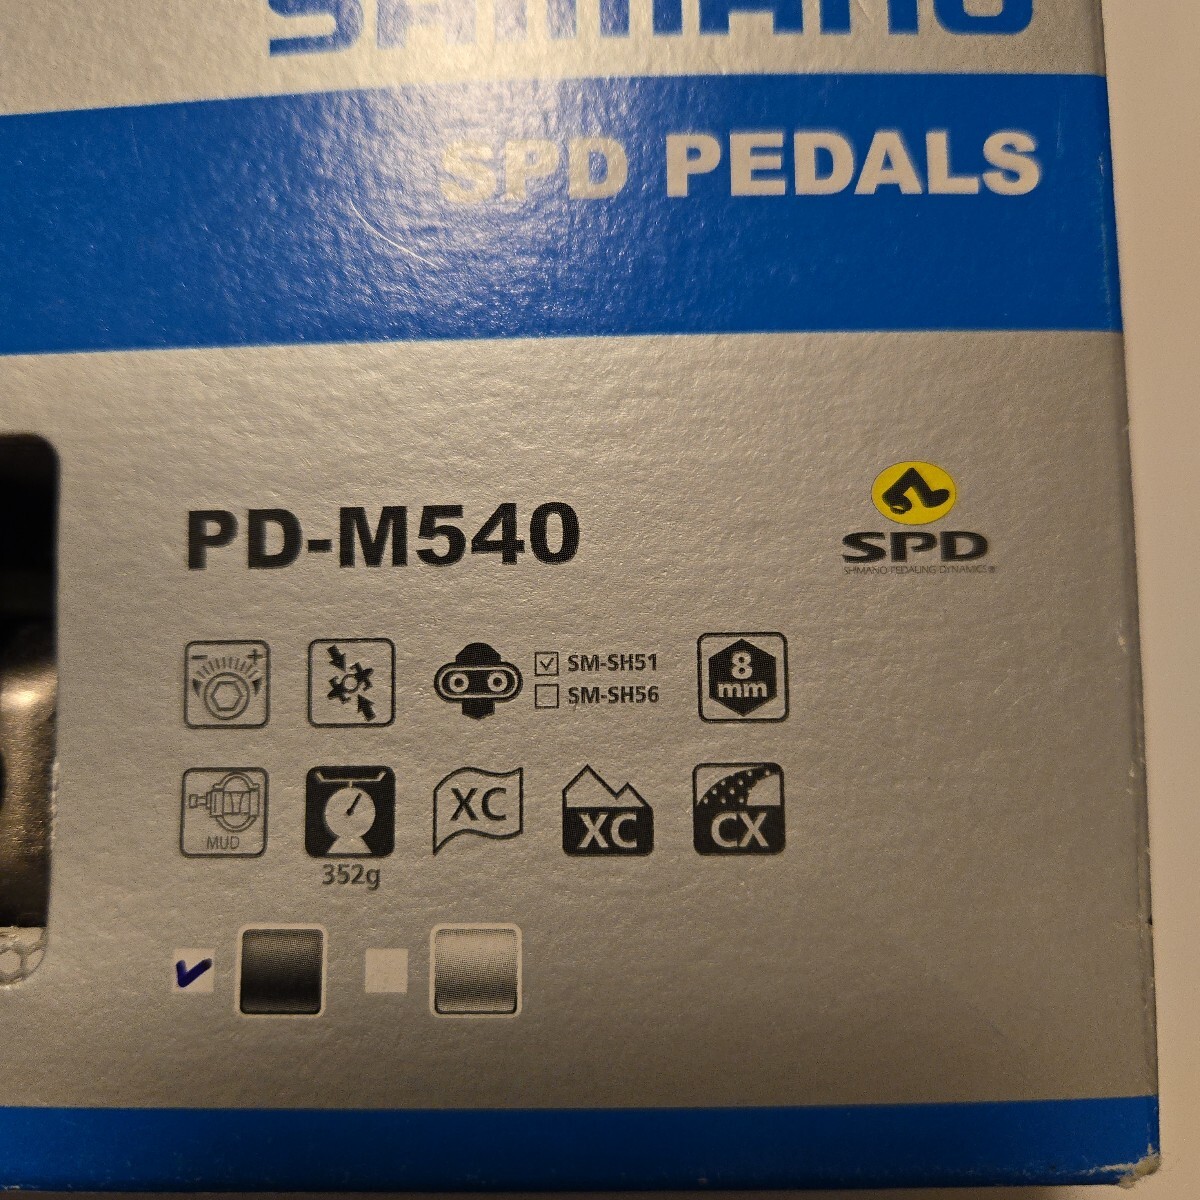 SHIMANO
SPD PEDALS
PD-M540
SPD
SHIMANO PEDALING DYNAMICS®
- +
SM-SH51
SM-SH56
8
mm
MUD
352g
XC
XC
CX